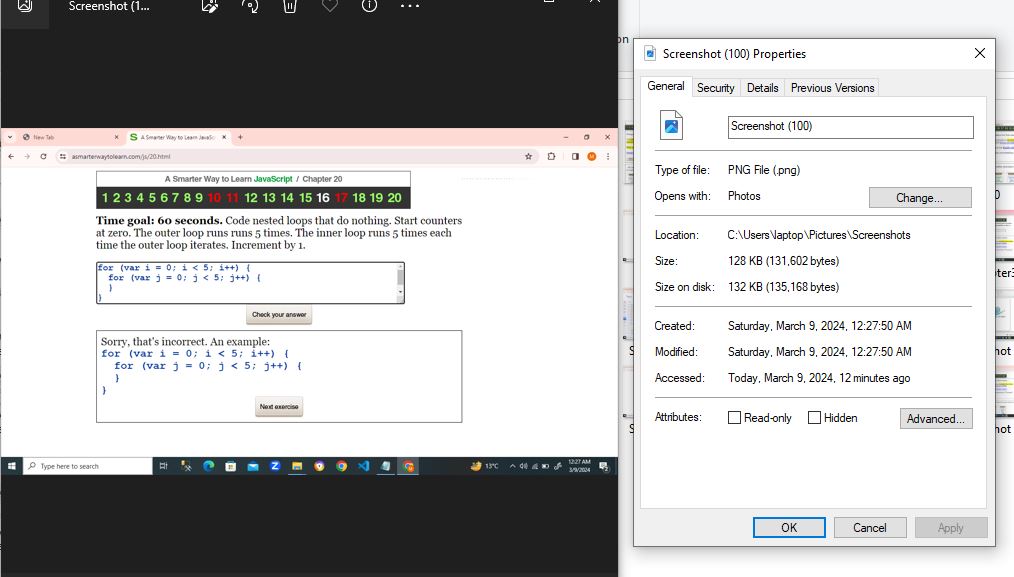 Screenshot (1...
New Tab
A Smarter Way to Learn JavaSc
asmarterwaytolearn.com/js/20.html
A Smarter Way to Learn JavaScript / Chapter 20
1 2 3 4 5 6 7 8 9 10 11 12 13 14 15 16 17 18 19 20
Time goal: 60 seconds. Code nested loops that do nothing. Start counters
at zero. The outer loop runs runs 5 times. The inner loop runs 5 times each
time the outer loop iterates. Increment by 1.
for (var i = 0; i < 5; i++) {
for (var j = 0; j < 5; j++) {
}
}
Check your answer
Sorry, that's incorrect. An example:
for (var i = 0; i < 5; i++) {
for (var j = 0; j < 5; j++) {
}
}
Next exercise
Type here to search
13°C
12:27 AM
3/9/2024
on
Screenshot (100) Properties
General Security Details Previous Versions
Screenshot (100)
Type of file: PNG File (.png)
Opens with: Photos Change...
Location: C:\Users\laptop\Pictures\Screenshots
Size: 128 KB (131,602 bytes)
Size on disk: 132 KB (135,168 bytes)
Created: Saturday, March 9, 2024, 12:27:50 AM
Modified: Saturday, March 9, 2024, 12:27:50 AM
Accessed: Today, March 9, 2024, 12 minutes ago
Attributes: Read-only Hidden Advanced...
OK Cancel Apply